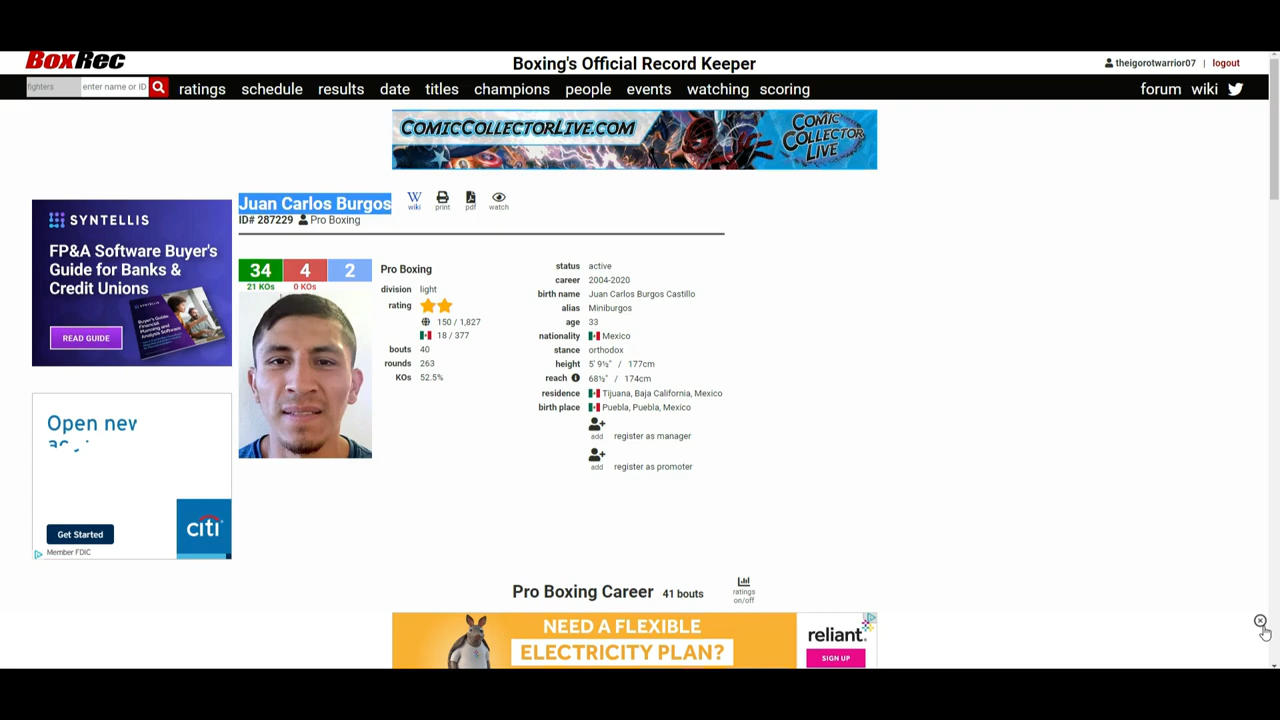 BoxRec
Boxing's Official Record Keeper
theigorotwarrior07 | logout
fighters enter name or ID ratings schedule results date titles champions people events watching scoring forum wiki
COMICCOLLECTORLIVE.COM
COMIC
COLLECTOR
LIVE
Juan Carlos Burgos
wiki print pdf watch
ID# 287229 Pro Boxing
SYNTELLIS
FP&A Software Buyer's
Guide for Banks &
Credit Unions
READ GUIDE
34 4 2
21 KOs 0 KOs
Pro Boxing
division light
rating
150 / 1,827
18 / 377
bouts 40
rounds 263
KOs 52.5%
status active
career 2004-2020
birth name Juan Carlos Burgos Castillo
alias Miniburgos
age 33
nationality Mexico
stance orthodox
height 5' 9½" / 177cm
reach 68½" / 174cm
residence Tijuana, Baja California, Mexico
birth place Puebla, Puebla, Mexico
add register as manager
add register as promoter
Open nev
citi
Get Started
Member FDIC
Pro Boxing Career 41 bouts
ratings
on/off
NEED A FLEXIBLE
ELECTRICITY PLAN?
reliant
SIGN UP